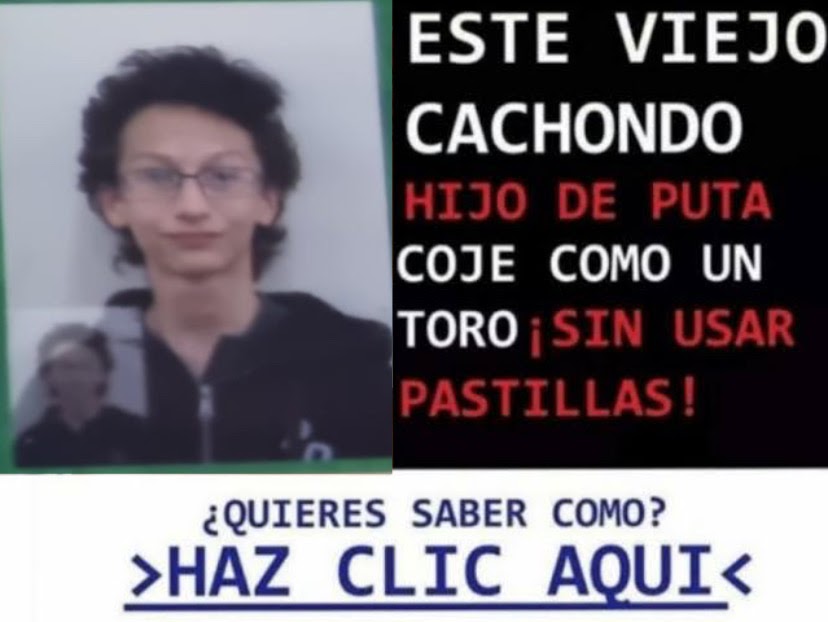 ESTE VIEJO
CACHONDO
HIJO DE PUTA
COJE COMO UN
TORO ¡SIN USAR
PASTILLAS!
¿QUIERES SABER COMO?
>HAZ CLIC AQUI<